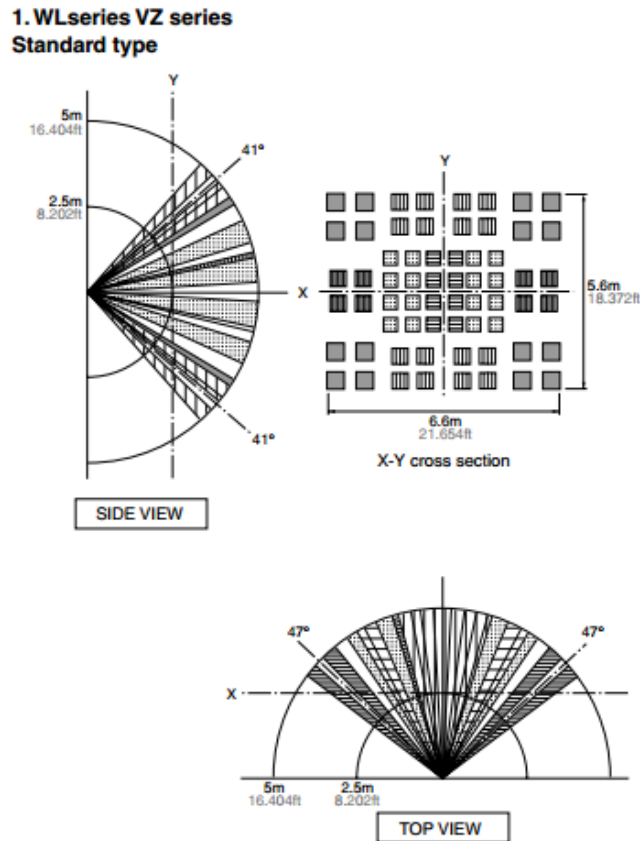 1. WLseries VZ series
Standard type
Y
5m
16.404ft
41°
2.5m
8.202ft
X
41°
SIDE VIEW
Y
5.6m
18.372ft
6.6m
21.654ft
X-Y cross section
47°
47°
X
5m
16.404ft
2.5m
8.202ft
TOP VIEW